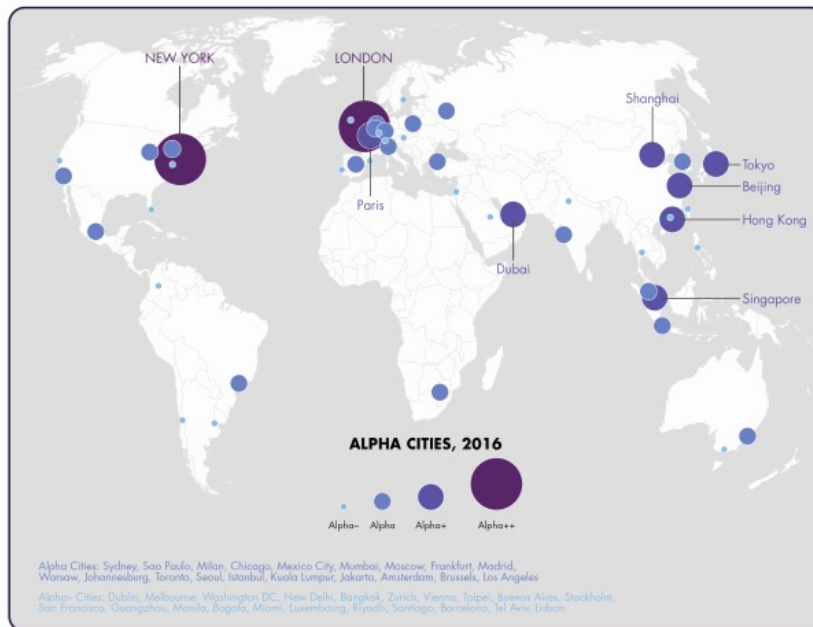 NEW YORK
LONDON
Shanghai
Tokyo
Beijing
Paris
Hong Kong
Dubai
Singapore
ALPHA CITIES, 2016
Alpha– Alpha Alpha+ Alpha++
Alpha Cities: Sydney, Sao Paulo, Milan, Chicago, Mexico City, Mumbai, Moscow, Frankfurt, Madrid,
Warsaw, Johannesburg, Toronto, Seoul, Istanbul, Kuala Lumpur, Jakarta, Amsterdam, Brussels, Los Angeles
Alpha– Cities: Dublin, Melbourne, Washington DC, New Delhi, Bangkok, Zurich, Vienna, Taipei, Buenos Aires, Stockholm,
San Francisco, Guangzhou, Manila, Bogota, Miami, Luxembourg, Riyadh, Santiago, Barcelona, Tel Aviv, Lisbon